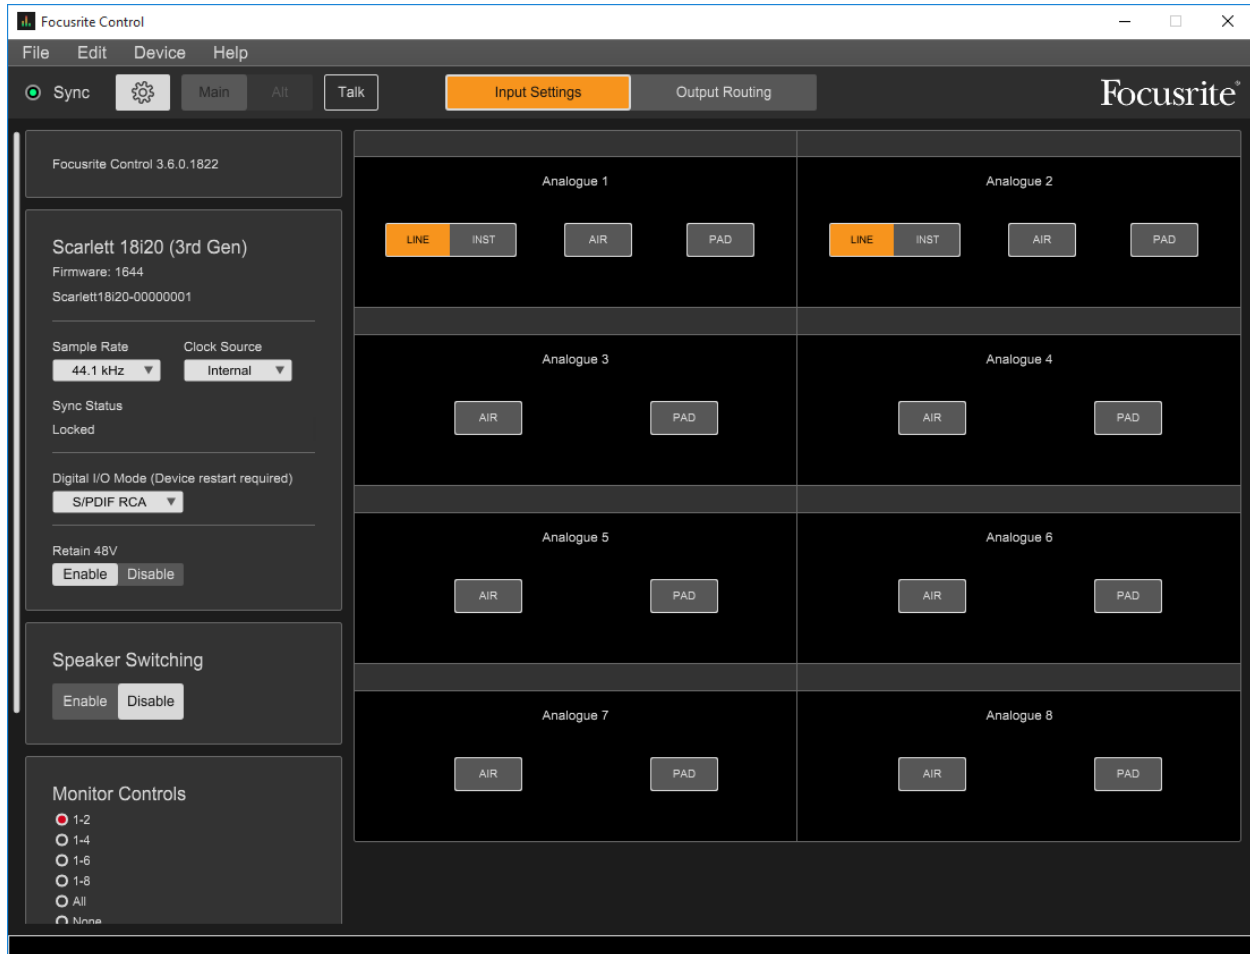 Focusrite Control
File Edit Device Help
Sync Main Alt Talk Input Settings Output Routing Focusrite®
Focusrite Control 3.6.0.1822
Scarlett 18i20 (3rd Gen)
Firmware: 1644
Scarlett18i20-00000001
Sample Rate Clock Source
44.1 kHz Internal
Sync Status
Locked
Digital I/O Mode (Device restart required)
S/PDIF RCA
Retain 48V
Enable Disable
Speaker Switching
Enable Disable
Monitor Controls
1-2
1-4
1-6
1-8
All
None
Analogue 1
LINE INST AIR PAD
Analogue 2
LINE INST AIR PAD
Analogue 3
AIR PAD
Analogue 4
AIR PAD
Analogue 5
AIR PAD
Analogue 6
AIR PAD
Analogue 7
AIR PAD
Analogue 8
AIR PAD